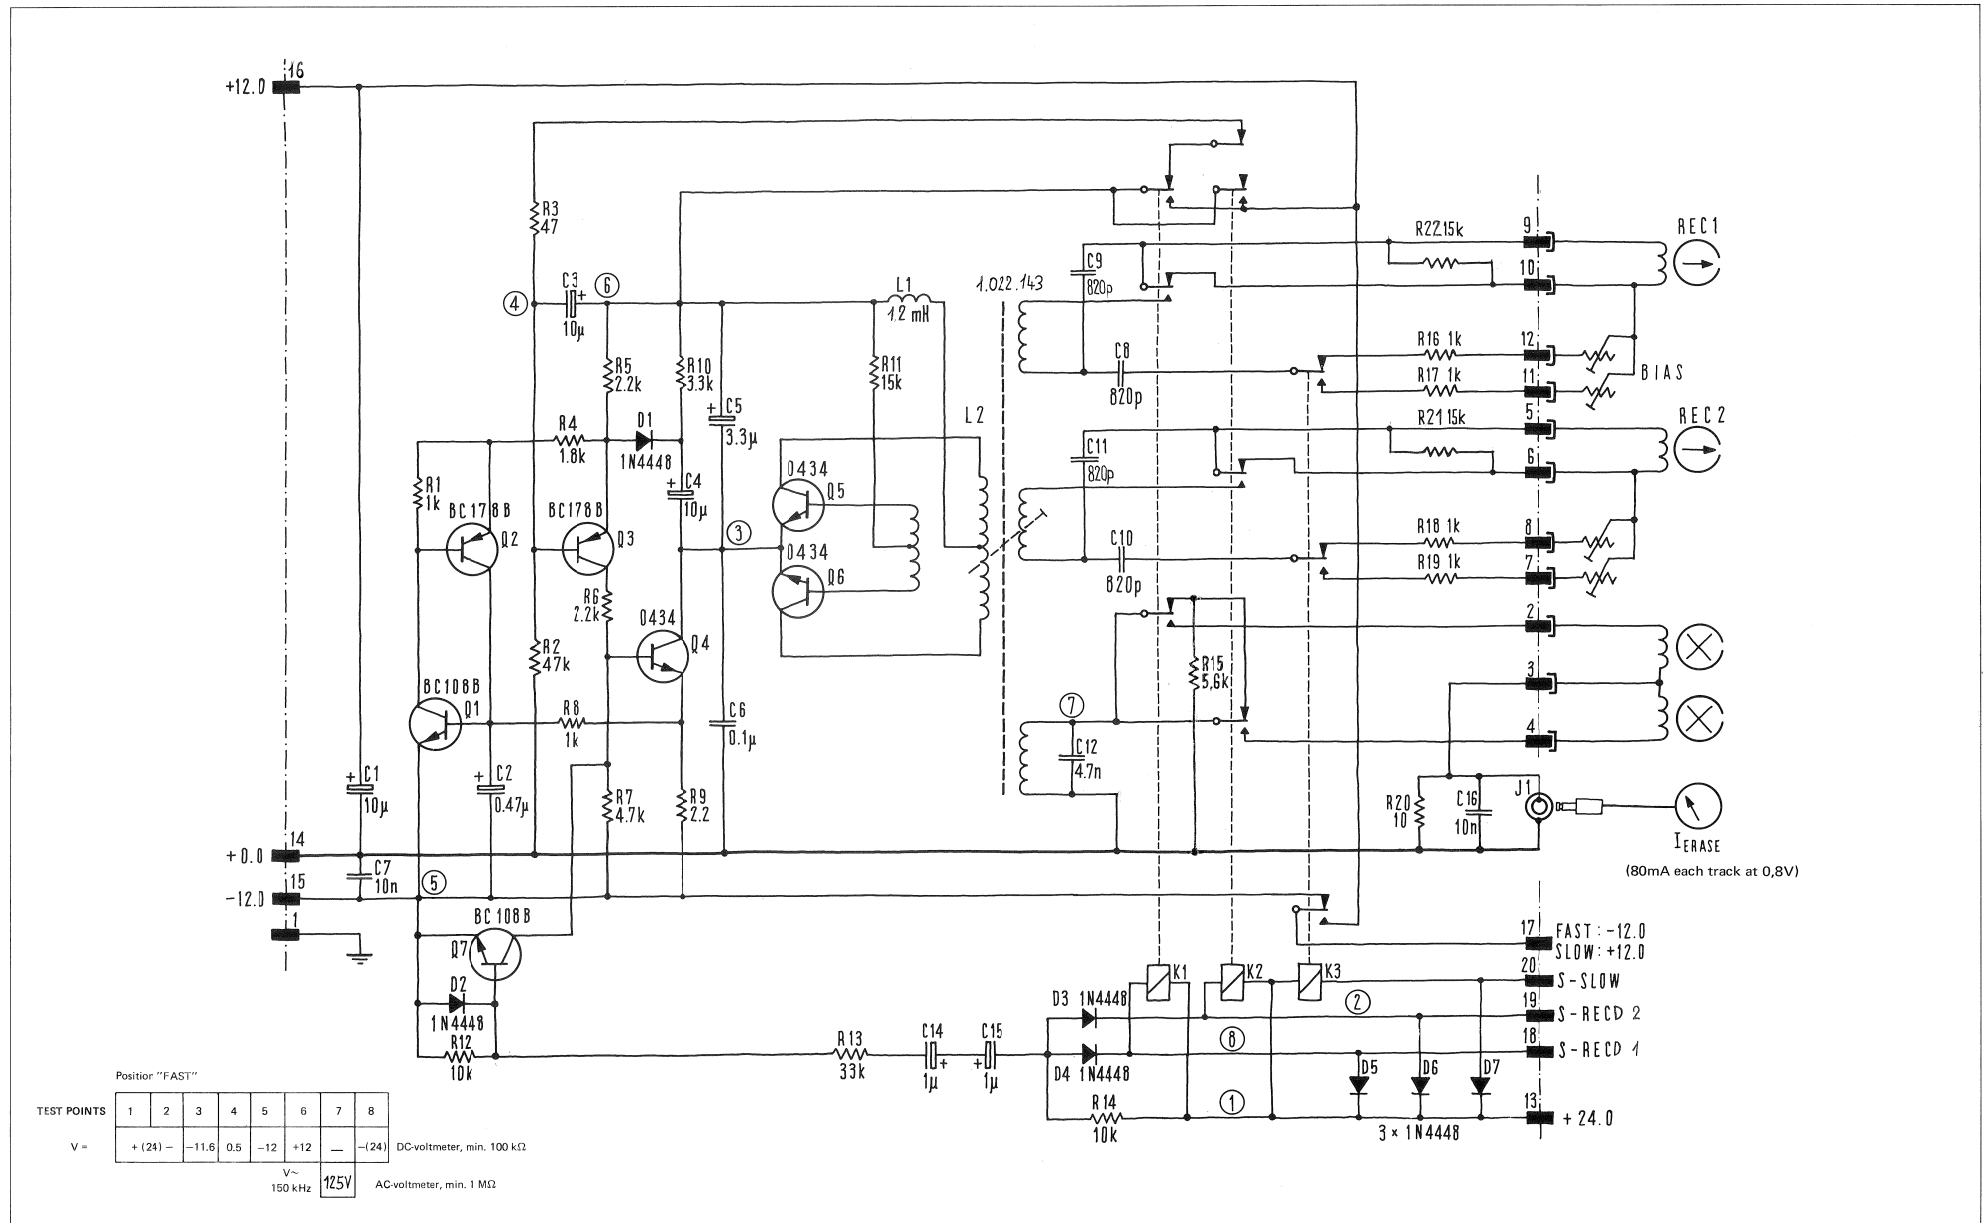 16
+12.0
R3
47
4
C3
+
10µ
6
L1
1,2 mH
1.022.143
C9
820p
R22 15k
9
10
REC1
R5
2.2k
R10
3.3k
R11
15k
C8
820p
R16 1k
12
R17 1k
11
BIAS
+
C5
3.3µ
L2
R4
1.8k
D1
1N4448
R21 15k
5
6
REC2
C11
820p
R1
1k
+
C4
10µ
0434
Q5
BC178B
Q2
BC178B
Q3
3
0434
Q6
C10
820p
R18 1k
8
R19 1k
7
R6
2.2k
0434
Q4
2
R2
47k
R15
5,6k
3
BC108B
Q1
R8
1k
C6
0.1µ
7
C12
4.7n
4
+
C1
10µ
+
C2
0.47µ
R7
4.7k
R9
2.2
R20
10
C16
10n
J1
I ERASE
(80mA each track at 0,8V)
14
+0.0
C7
10n
15
-12.0
5
1
BC108B
Q7
17
FAST: -12.0
SLOW: +12.0
K1
K2
K3
20
S-SLOW
D2
1N4448
D3 1N4448
2
19
S-RECD 2
R12
10k
R13
33k
C14
+
1µ
C15
+
1µ
D4 1N4448
8
18
S-RECD 1
D5
D6
D7
R14
10k
1
3 × 1N4448
13
+24.0
Position "FAST"
TEST POINTS 1 2 3 4 5 6 7 8
V = + (24) – –11.6 0.5 –12 +12 — –(24) DC-voltmeter, min. 100 kΩ
V~
150 kHz 125V AC-voltmeter, min. 1 MΩ